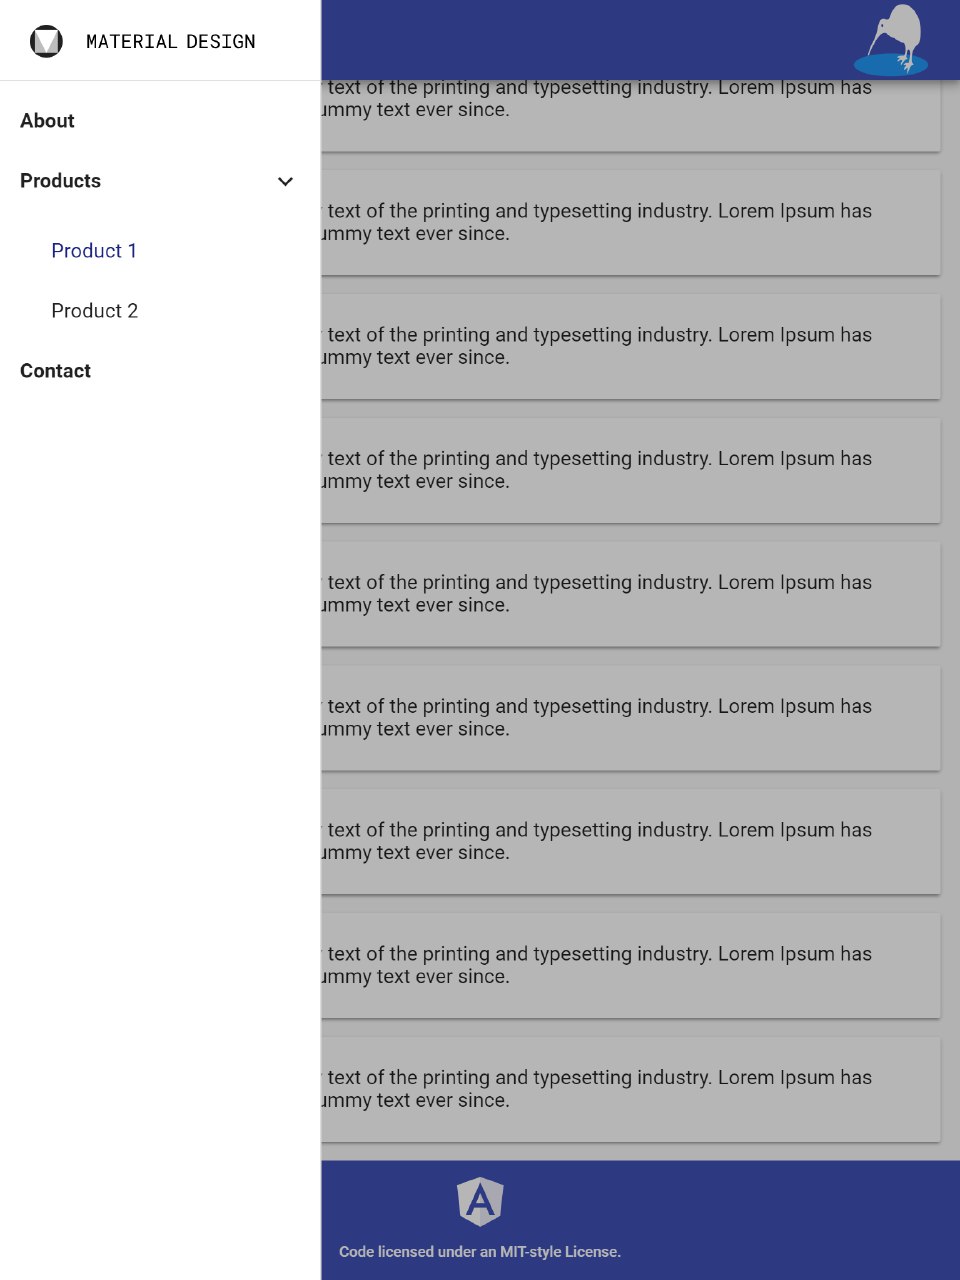 MATERIAL DESIGN
About
Products
Product 1
Product 2
Contact
text of the printing and typesetting industry. Lorem Ipsum has
ummy text ever since.
text of the printing and typesetting industry. Lorem Ipsum has
ummy text ever since.
text of the printing and typesetting industry. Lorem Ipsum has
ummy text ever since.
text of the printing and typesetting industry. Lorem Ipsum has
ummy text ever since.
text of the printing and typesetting industry. Lorem Ipsum has
ummy text ever since.
text of the printing and typesetting industry. Lorem Ipsum has
ummy text ever since.
text of the printing and typesetting industry. Lorem Ipsum has
ummy text ever since.
text of the printing and typesetting industry. Lorem Ipsum has
ummy text ever since.
text of the printing and typesetting industry. Lorem Ipsum has
ummy text ever since.
A
Code licensed under an MIT-style License.